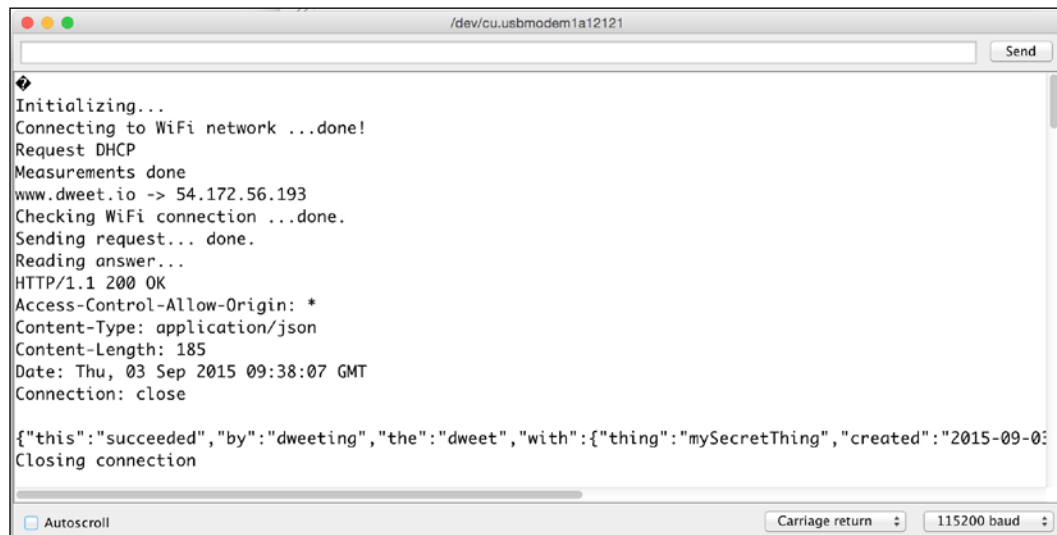 /dev/cu.usbmodem1a12121
Send
�
Initializing...
Connecting to WiFi network ...done!
Request DHCP
Measurements done
www.dweet.io -> 54.172.56.193
Checking WiFi connection ...done.
Sending request... done.
Reading answer...
HTTP/1.1 200 OK
Access-Control-Allow-Origin: *
Content-Type: application/json
Content-Length: 185
Date: Thu, 03 Sep 2015 09:38:07 GMT
Connection: close
{"this":"succeeded","by":"dweeting","the":"dweet","with":{"thing":"mySecretThing","created":"2015-09-03
Closing connection
Autoscroll
Carriage return
115200 baud